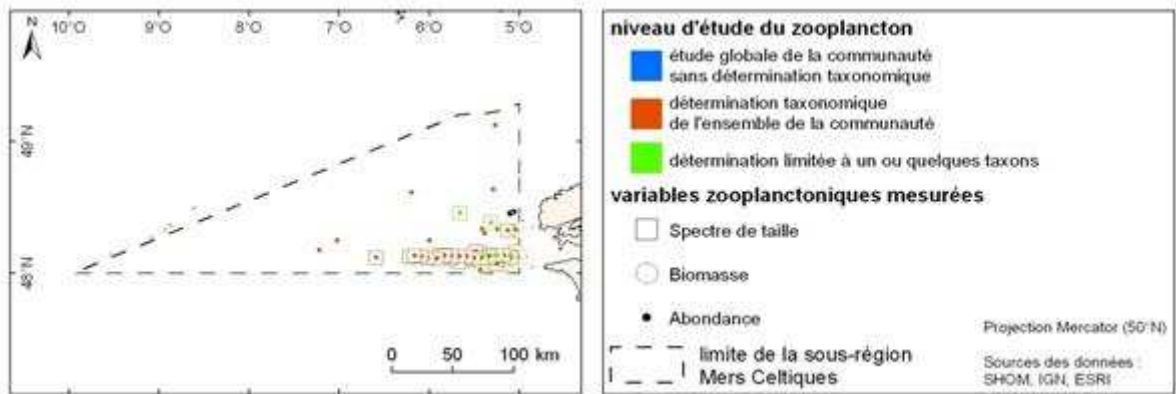 N
10°O 9°O 8°O 7°O 6°O 5°O
49°N
48°N
0 50 100 km
niveau d'étude du zooplancton
étude globale de la communauté
sans détermination taxonomique
détermination taxonomique
de l'ensemble de la communauté
détermination limitée à un ou quelques taxons
variables zooplanctoniques mesurées
Spectre de taille
Biomasse
Abondance
limite de la sous-région
Mers Celtiques
Projection Mercator (50°N)
Sources des données :
SHOM, IGN, ESRI